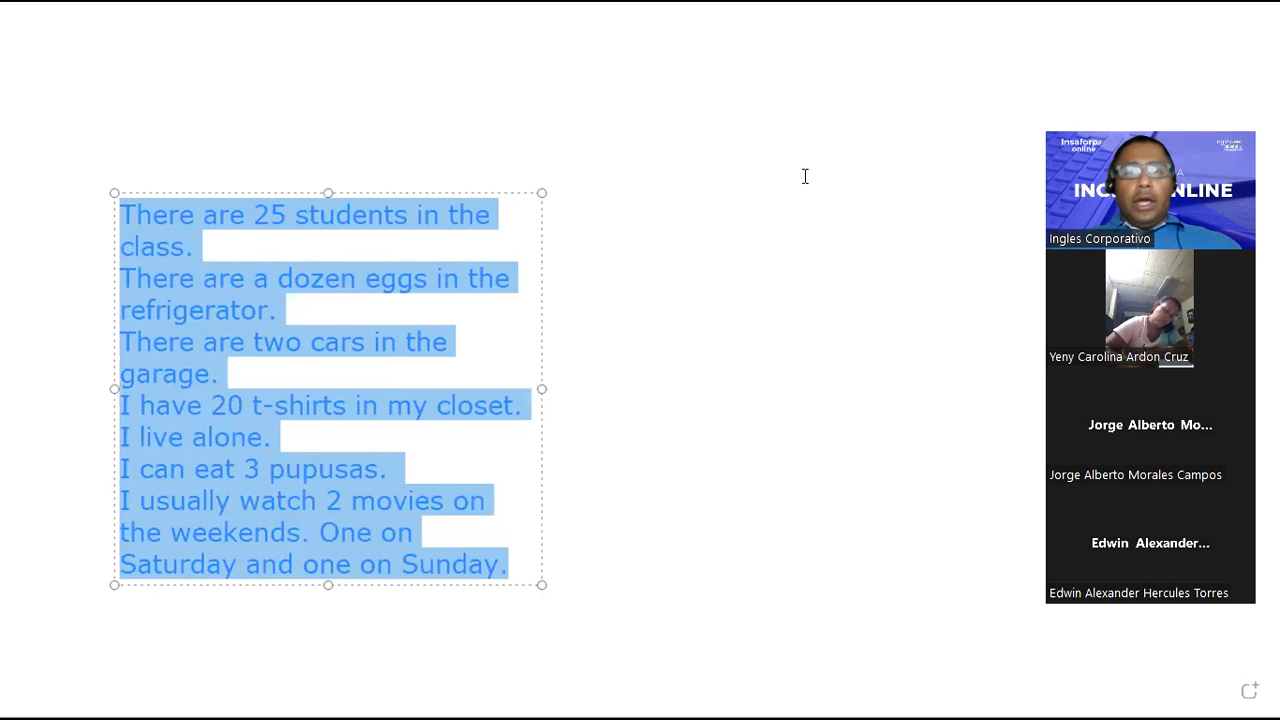 There are 25 students in the
class.
There are a dozen eggs in the
refrigerator.
There are two cars in the
garage.
I have 20 t-shirts in my closet.
I live alone.
I can eat 3 pupusas.
I usually watch 2 movies on
the weekends. One on
Saturday and one on Sunday.
online
Ingles Corporativo
Yeny Carolina Ardon Cruz
Jorge Alberto Mo...
Jorge Alberto Morales Campos
Edwin Alexander...
Edwin Alexander Hercules Torres